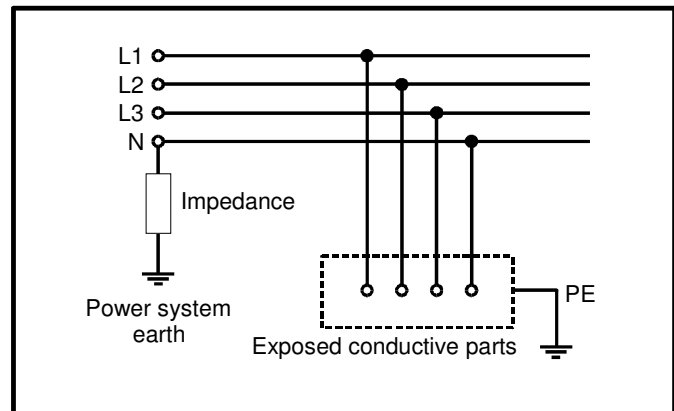 L1
L2
L3
N
Impedance
Power system
earth
PE
Exposed conductive parts